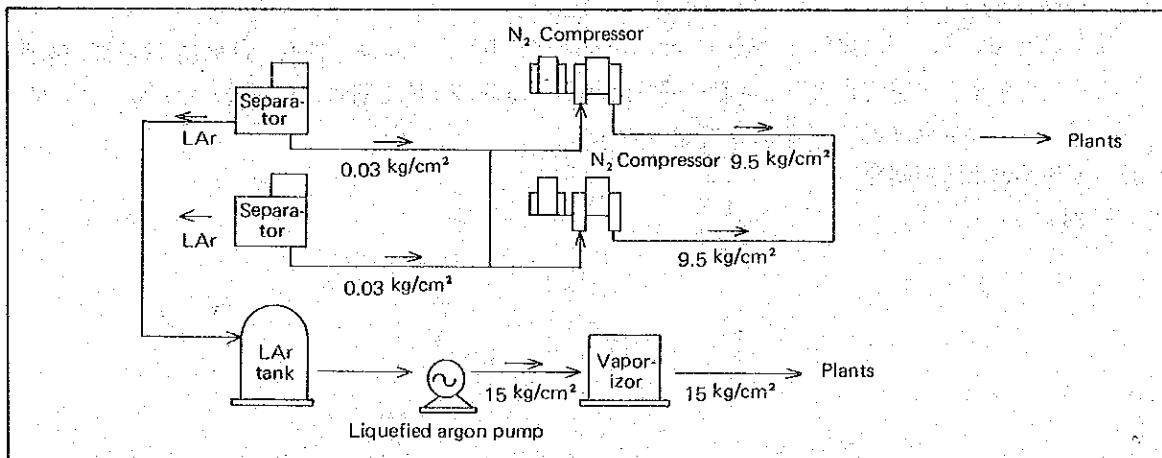 N₂ Compressor
Separa-
tor
LAr
0.03 kg/cm²
N₂ Compressor 9.5 kg/cm²
Plants
Separa-
tor
LAr
0.03 kg/cm²
9.5 kg/cm²
LAr
tank
15 kg/cm²
Vapor-
izor
15 kg/cm²
Plants
Liquefied argon pump